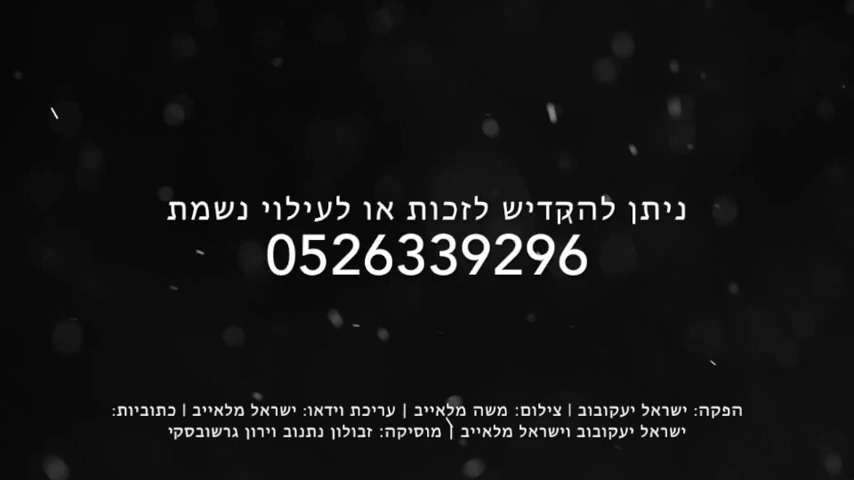 ניתן להקדיש לזכות או לעילוי נשמת
0526339296
הפקה: ישראל יעקובוב | צילום: משה מלאייב | עריכת וידאו: ישראל מלאייב | כתוביות:
ישראל יעקובוב וישראל מלאייב | מוסיקה: זבולון נתנוב וירון גרשובסקי